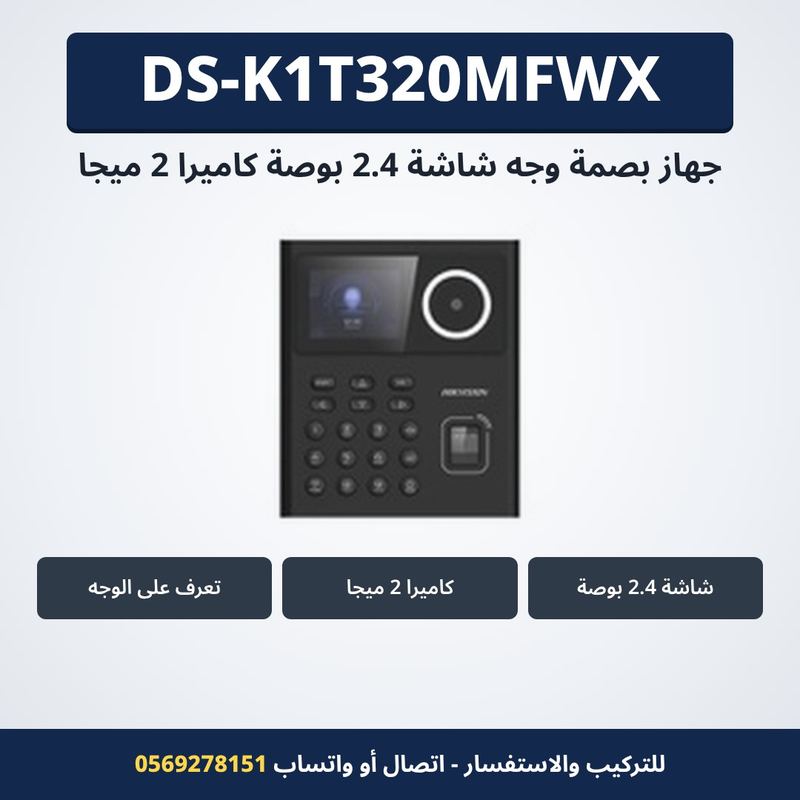 DS-K1T320MFWX
جهاز بصمة وجه شاشة 2.4 بوصة كاميرا 2 ميجا
HIKVISION
شاشة 2.4 بوصة
كاميرا 2 ميجا
تعرف على الوجه
للتركيب والاستفسار - اتصال أو واتساب 0569278151